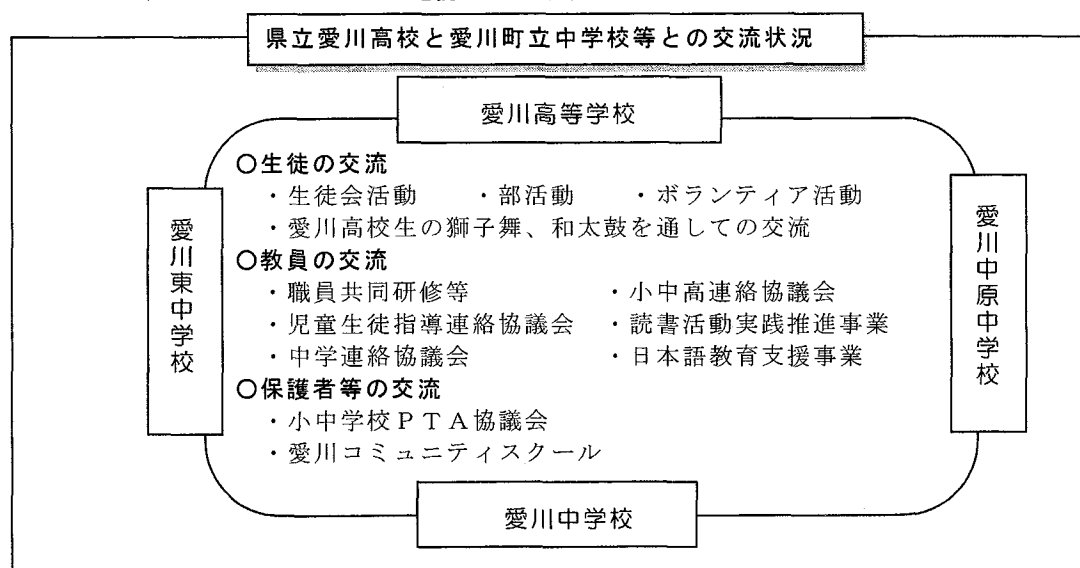 県立愛川高校と愛川町立中学校等との交流状況
愛川高等学校
○生徒の交流
・生徒会活動　・部活動　・ボランティア活動
・愛川高校生の獅子舞、和太鼓を通しての交流
○教員の交流
・職員共同研修等　・小中高連絡協議会
・児童生徒指導連絡協議会　・読書活動実践推進事業
・中学連絡協議会　・日本語教育支援事業
○保護者等の交流
・小中学校ＰＴＡ協議会
・愛川コミュニティスクール
愛川東中学校
愛川中原中学校
愛川中学校